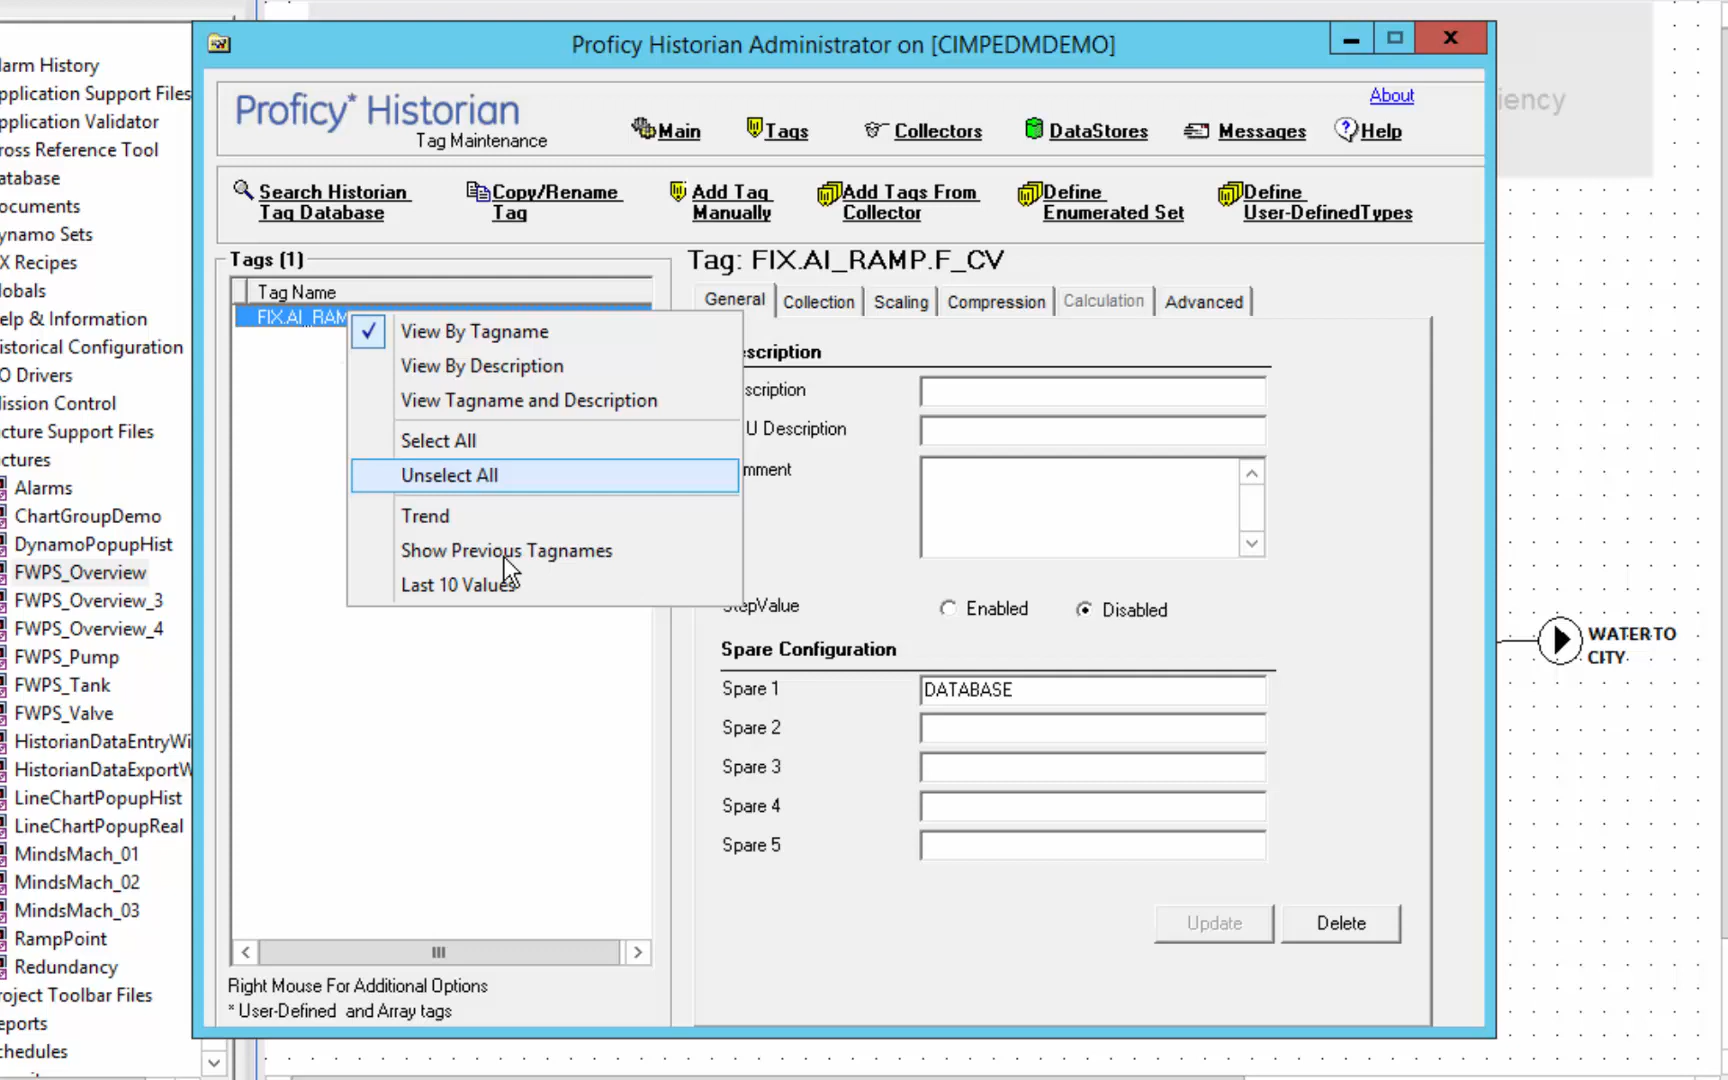 larm History
pplication Support Files
pplication Validator
ross Reference Tool
atabase
ocuments
ynamo Sets
X Recipes
lobals
elp & Information
istorical Configuration
O Drivers
ission Control
icture Support Files
ictures
Alarms
ChartGroupDemo
DynamoPopupHist
FWPS_Overview
FWPS_Overview_3
FWPS_Overview_4
FWPS_Pump
FWPS_Tank
FWPS_Valve
HistorianDataEntryWi
HistorianDataExportW
LineChartPopupHist
LineChartPopupReal
MindsMach_01
MindsMach_02
MindsMach_03
RampPoint
Redundancy
roject Toolbar Files
eports
chedules
Proficy Historian Administrator on [CIMPEDMDEMO]
Proficy* Historian
Tag Maintenance
Main
Tags
Collectors
DataStores
Messages
Help
About
Search Historian
Tag Database
Copy/Rename
Tag
Add Tag
Manually
Add Tags From
Collector
Define
Enumerated Set
Define
User-DefinedTypes
Tags (1)
Tag Name
FIX.AI_RAM
View By Tagname
View By Description
View Tagname and Description
Select All
Unselect All
Trend
Show Previous Tagnames
Last 10 Values
Right Mouse For Additional Options
* User-Defined and Array tags
Tag: FIX.AI_RAMP.F_CV
General
Collection
Scaling
Compression
Calculation
Advanced
escription
scription
U Description
mment
StepValue
Enabled
Disabled
Spare Configuration
Spare 1
DATABASE
Spare 2
Spare 3
Spare 4
Spare 5
Update
Delete
iency
WATER TO
CITY